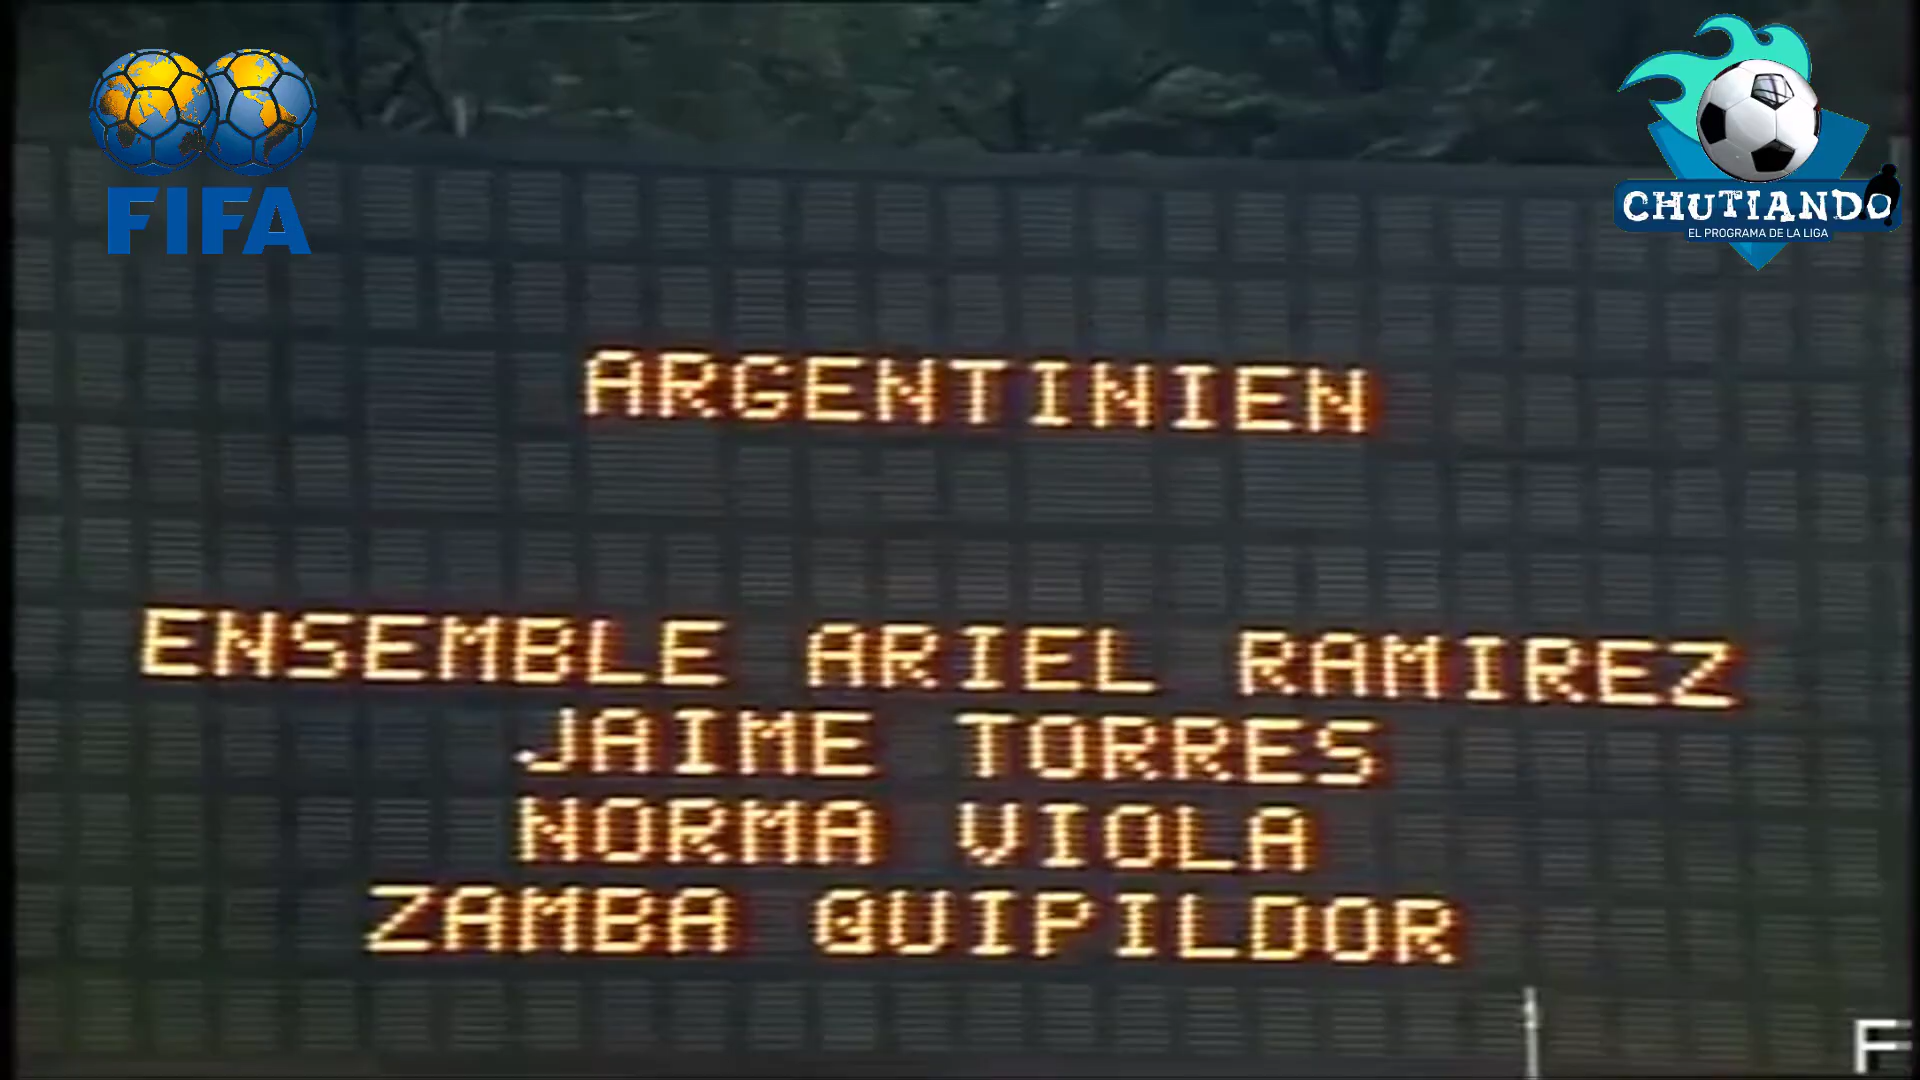 FIFA
CHUTIANDO
EL PROGRAMA DE LA LIGA
ARGENTINIEN
ENSEMBLE ARIEL RAMIREZ
JAIME TORRES
NORMA VIOLA
ZAMBA QUIPILDOR
F